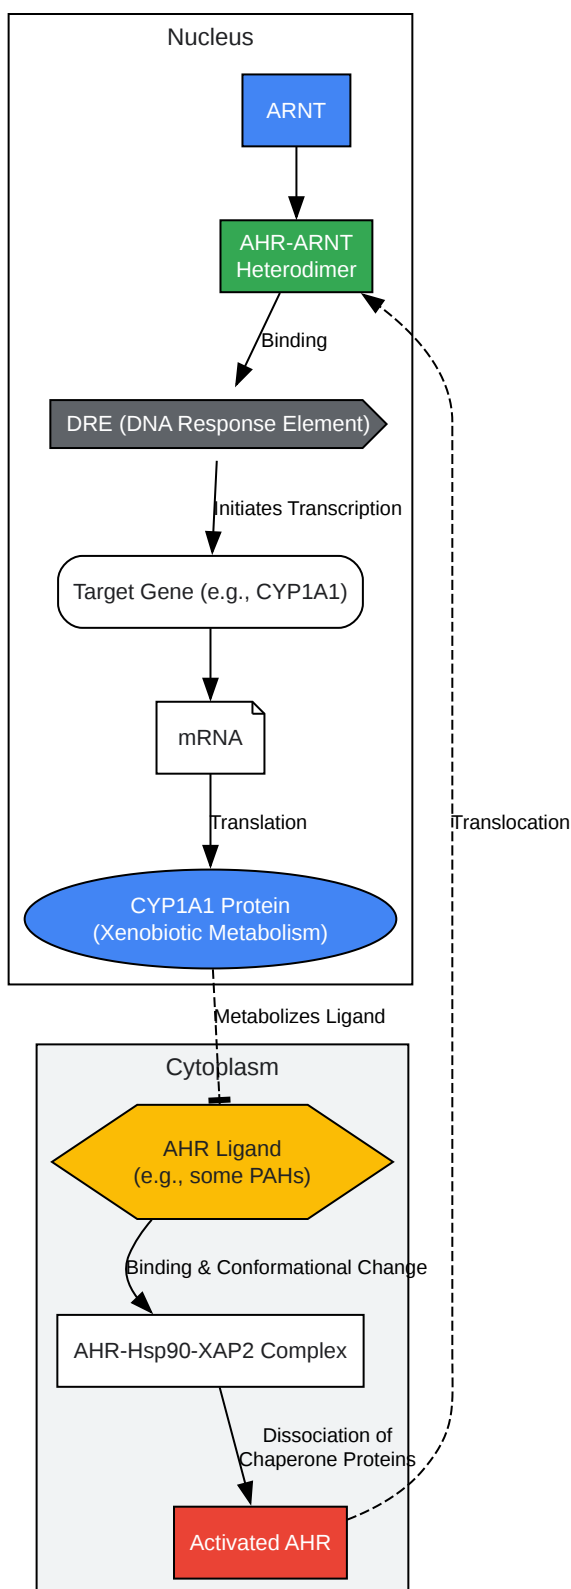 Nucleus
ARNT
AHR-ARNT
Heterodimer
Binding
DRE (DNA Response Element)
Initiates Transcription
Target Gene (e.g., CYP1A1)
mRNA
Translation
Translocation
CYP1A1 Protein
(Xenobiotic Metabolism)
Metabolizes Ligand
Cytoplasm
AHR Ligand
(e.g., some PAHs)
Binding & Conformational Change
AHR-Hsp90-XAP2 Complex
Dissociation of
Chaperone Proteins
Activated AHR